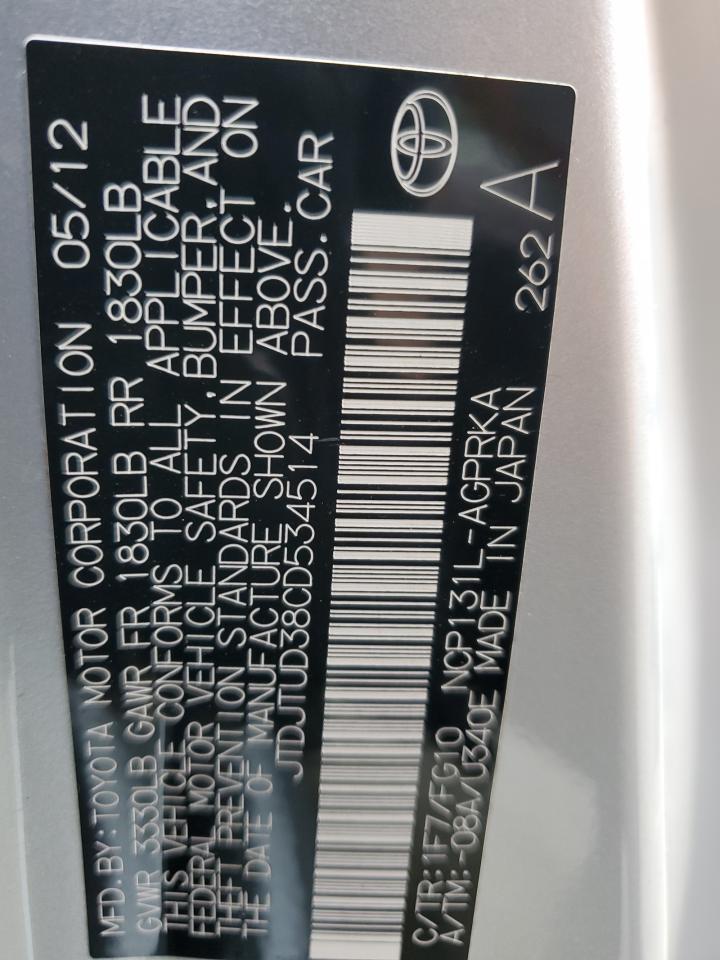 MFD.BY:TOYOTA MOTOR CORPORATION 05/12
GVWR 3330LB GAWR FR 1830LB RR 1830LB
THIS VEHICLE CONFORMS TO ALL APPLICABLE
FEDERAL MOTOR VEHICLE SAFETY,BUMPER,AND
THEFT PREVENTION STANDARDS IN EFFECT ON
THE DATE OF MANUFACTURE SHOWN ABOVE.
JTDJTUD38CD534514 PASS.CAR
C/TR:1F7/FG10 NCP131L-AGPRKA 262 A
A/TM:-08A/U340E MADE IN JAPAN